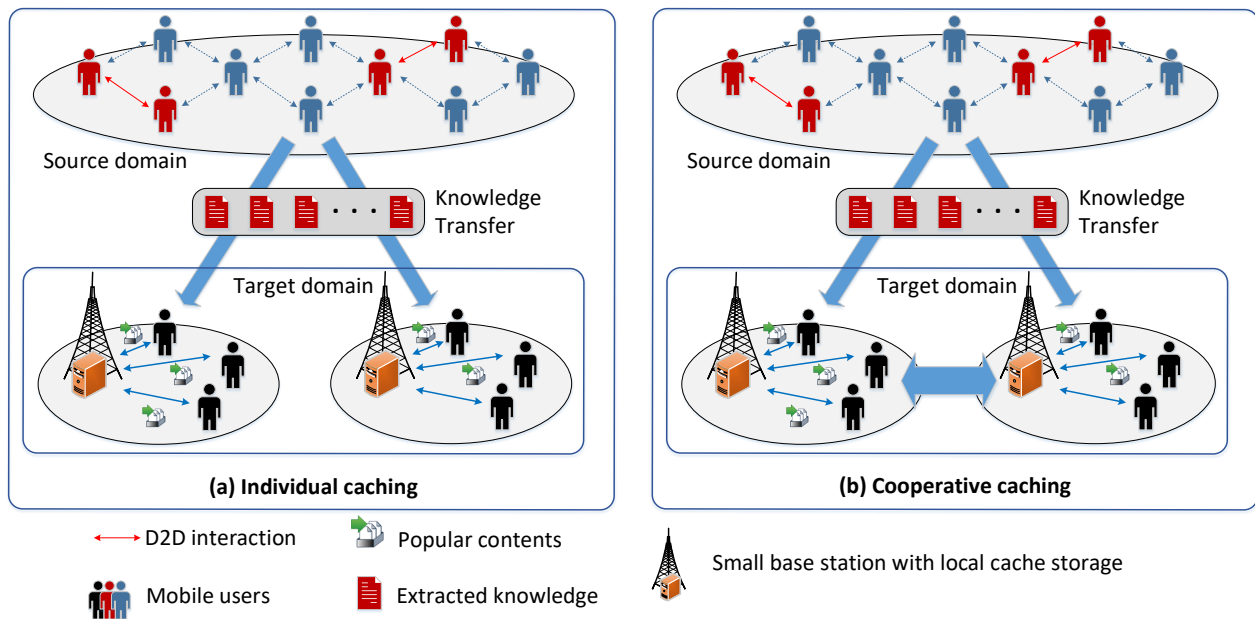 Source domain
Knowledge
Transfer
Target domain
(a) Individual caching
Source domain
Knowledge
Transfer
Target domain
(b) Cooperative caching
D2D interaction
Popular contents
Small base station with local cache storage
Mobile users
Extracted knowledge